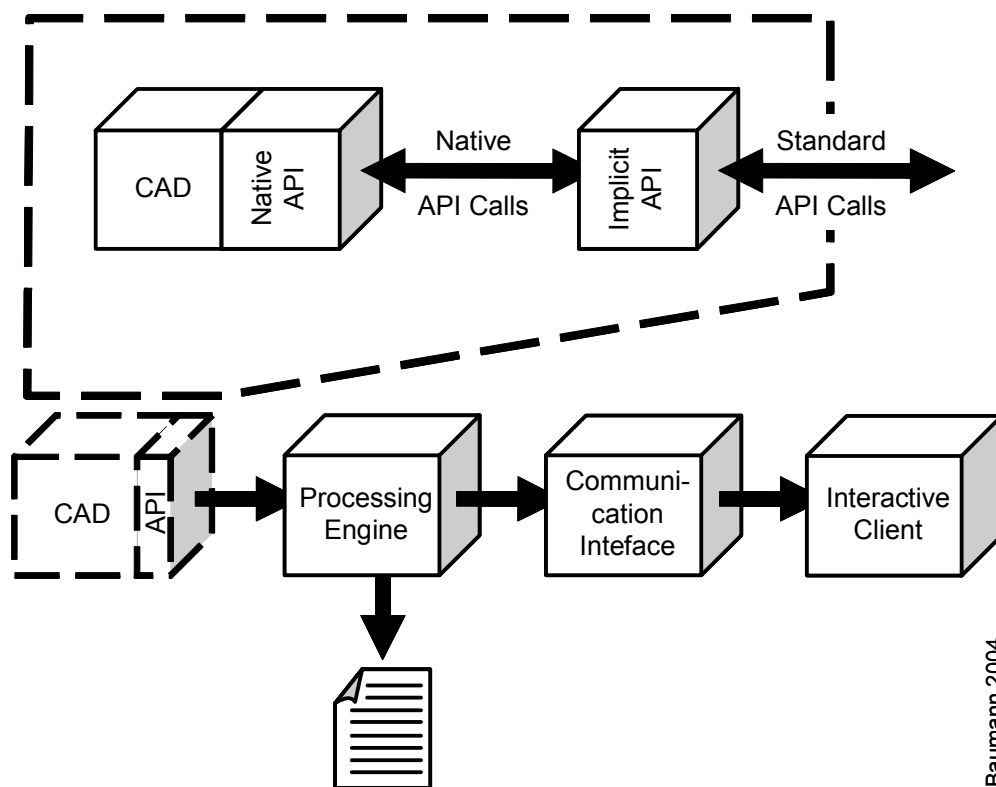 CAD
Native
API
Native
API Calls
Implicit
API
Standard
API Calls
CAD
API
Processing
Engine
Communi-
cation
Inteface
Interactive
Client
Baumann 2004